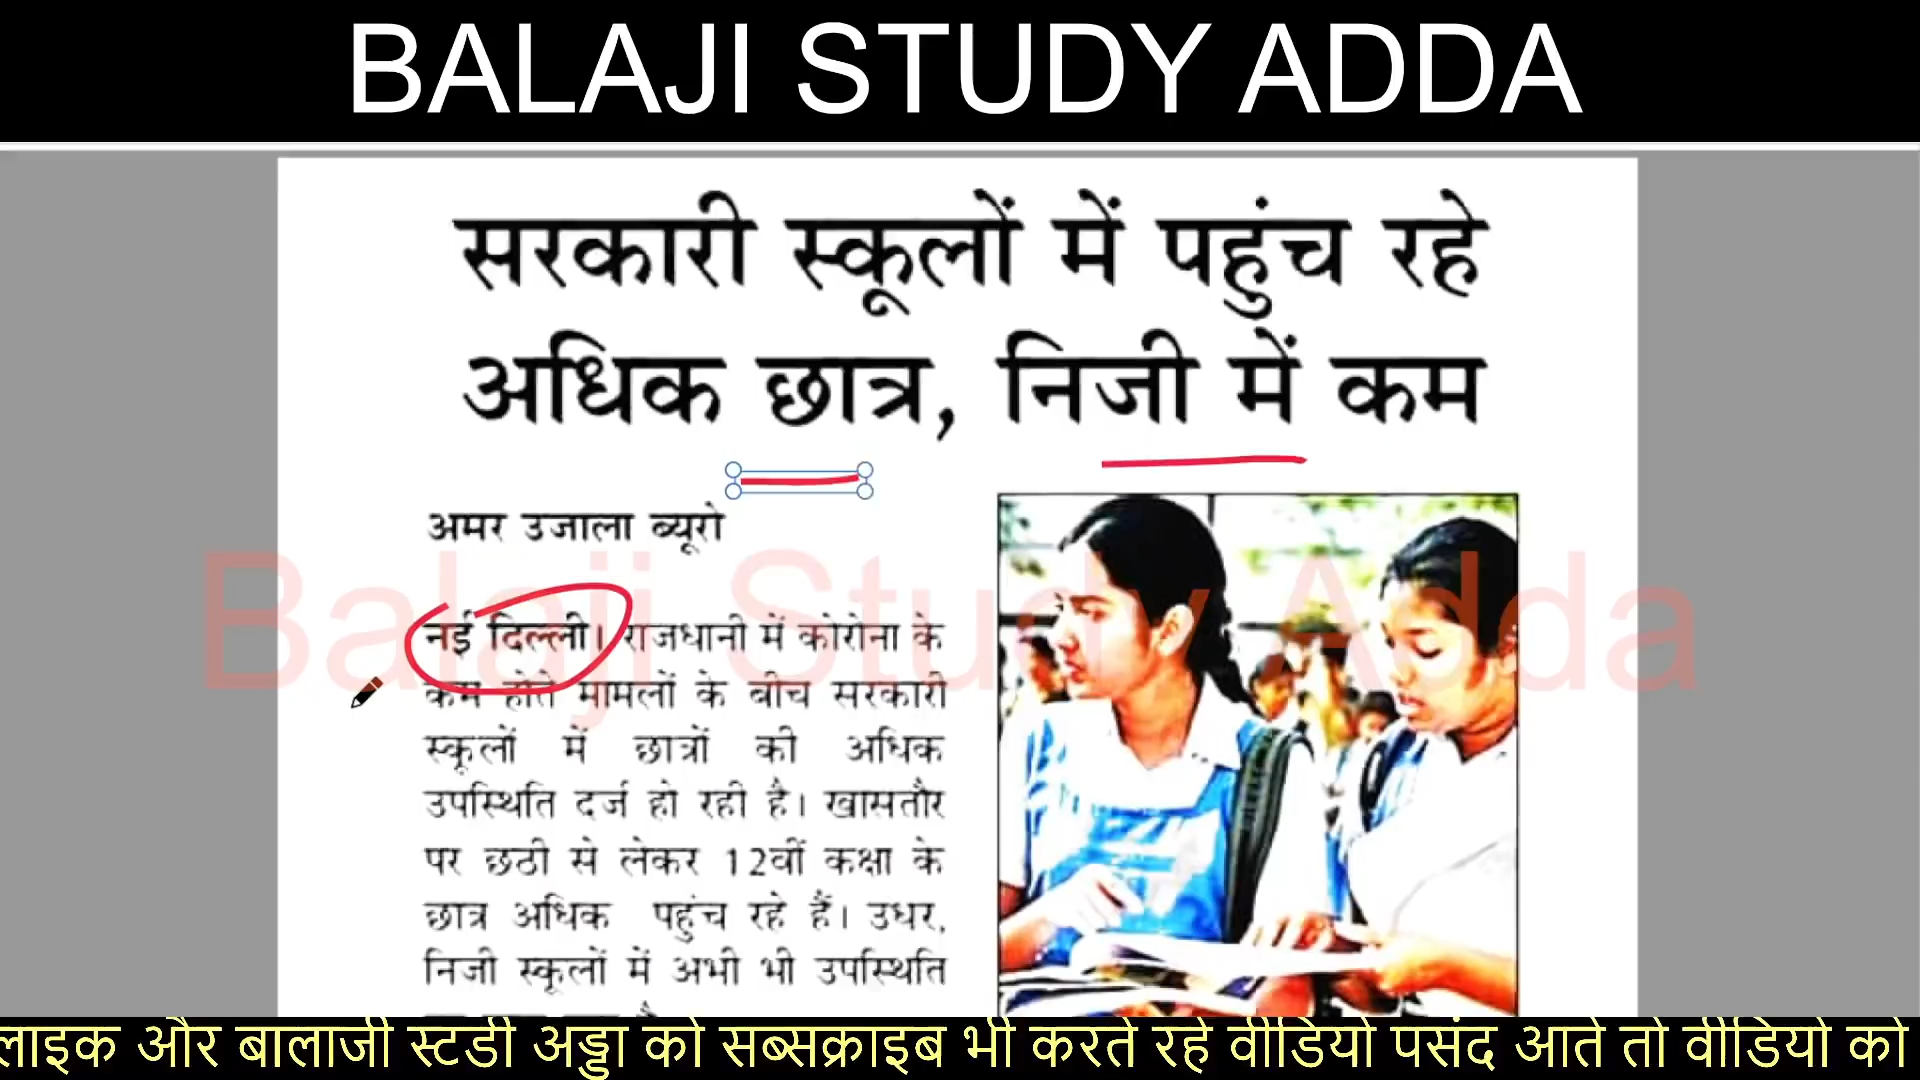 BALAJI STUDY ADDA
सरकारी स्कूलों में पहुंच रहे
अधिक छात्र, निजी में कम
अमर उजाला ब्यूरो
नई दिल्ली। राजधानी में कोरोना के
कम होते मामलों के बीच सरकारी
स्कूलों में छात्रों की अधिक
उपस्थिति दर्ज हो रही है। खासतौर
पर छठी से लेकर 12वीं कक्षा के
छात्र अधिक पहुंच रहे हैं। उधर,
निजी स्कूलों में अभी भी उपस्थिति
Balaji Study Adda
लाइक और बालाजी स्टडी अड्डा को सब्सक्राइब भी करते रहे वीडियो पसंद आते तो वीडियो को